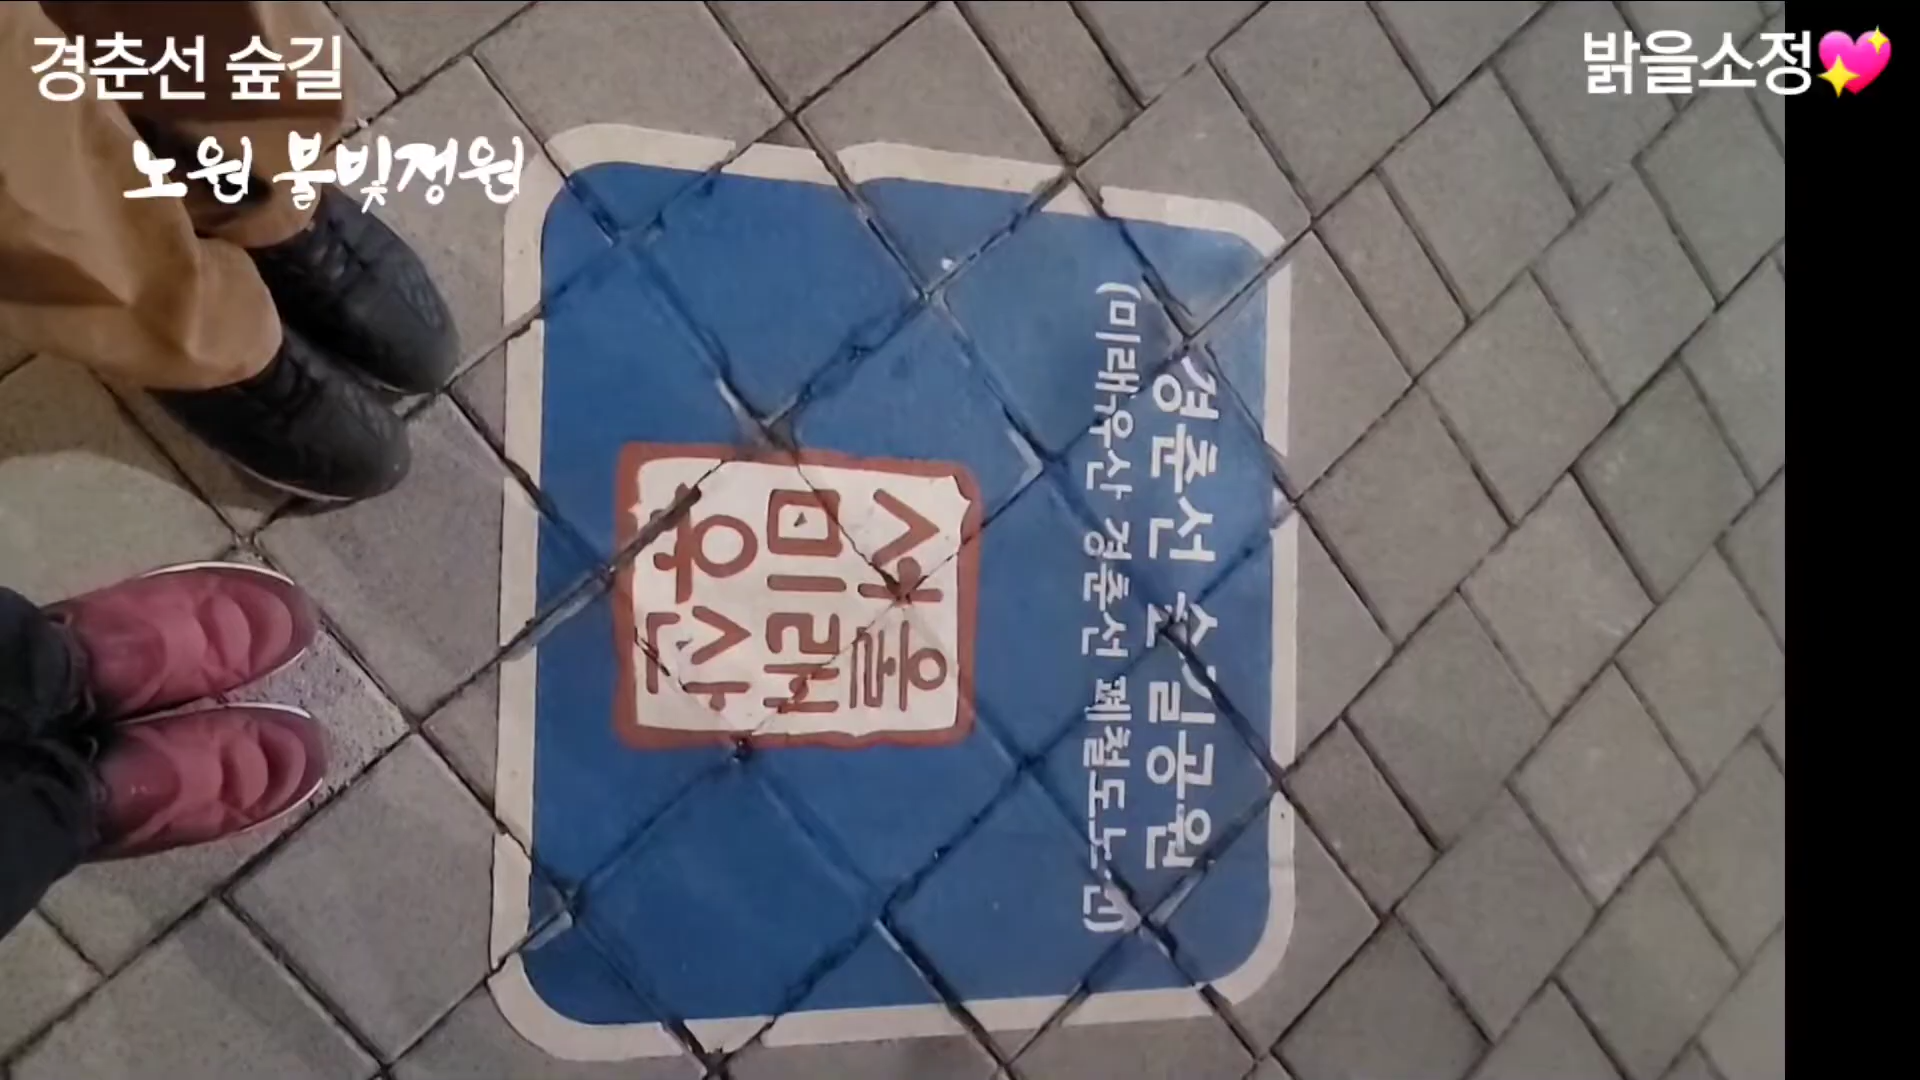 경춘선 숲길
노원 불빛정원
밝을소정💖
서울
미래
유산
경춘선 숲길공원
(미래유산 경춘선 폐철도노선)